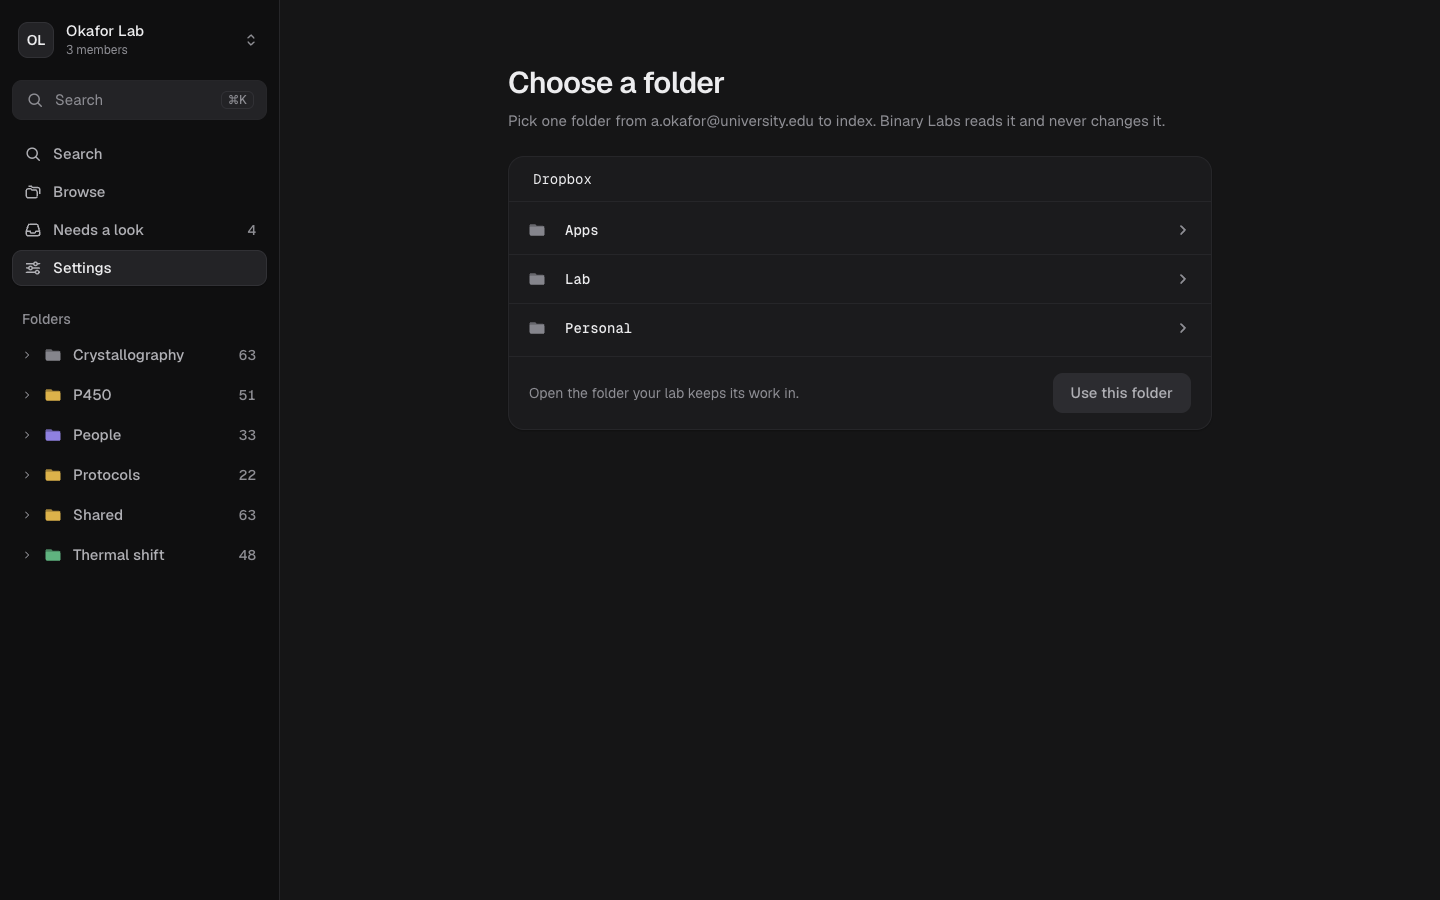 OL
Okafor Lab
3 members
Search
⌘K
Search
Browse
Needs a look
4
Settings
Folders
Crystallography
63
P450
51
People
33
Protocols
22
Shared
63
Thermal shift
48
Choose a folder
Pick one folder from a.okafor@university.edu to index. Binary Labs reads it and never changes it.
Dropbox
Apps
Lab
Personal
Open the folder your lab keeps its work in.
Use this folder